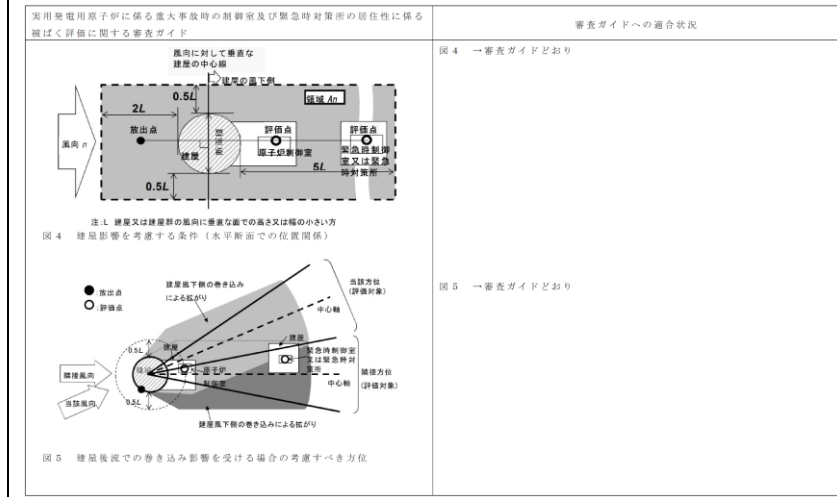 実用発電用原子炉に係る重大事故時の制御室及び緊急時対策所の居住性に係る
被ばく評価に関する審査ガイド
審査ガイドへの適合状況
図4 →審査ガイドどおり
風向に対して垂直な
建屋の中心線
建屋の風下側
0.5L
領域 An
2L
放出点
評価点
評価点
風向 n
建屋
原子炉制御室
緊急時制御
室又は緊急
時対策所
5L
0.5L
注:L 建屋又は建屋群の風向に垂直な面での高さ又は幅の小さい方
図4 建屋影響を考慮する条件(水平断面での位置関係)
図5 →審査ガイドどおり
建屋風下側の巻き込み
による拡がり
当該方位
(評価対象)
放出点
:評価点
中心軸
0.5L
建屋
建屋
建屋
緊急時制御室
又は緊急時対
策所
原子炉
制御室
隣接方位
(評価対象)
隣接風向
当該風向
中心軸
0.5L
建屋風下側の巻き込みによる拡がり
図5 建屋後流での巻き込み影響を受ける場合の考慮すべき方位